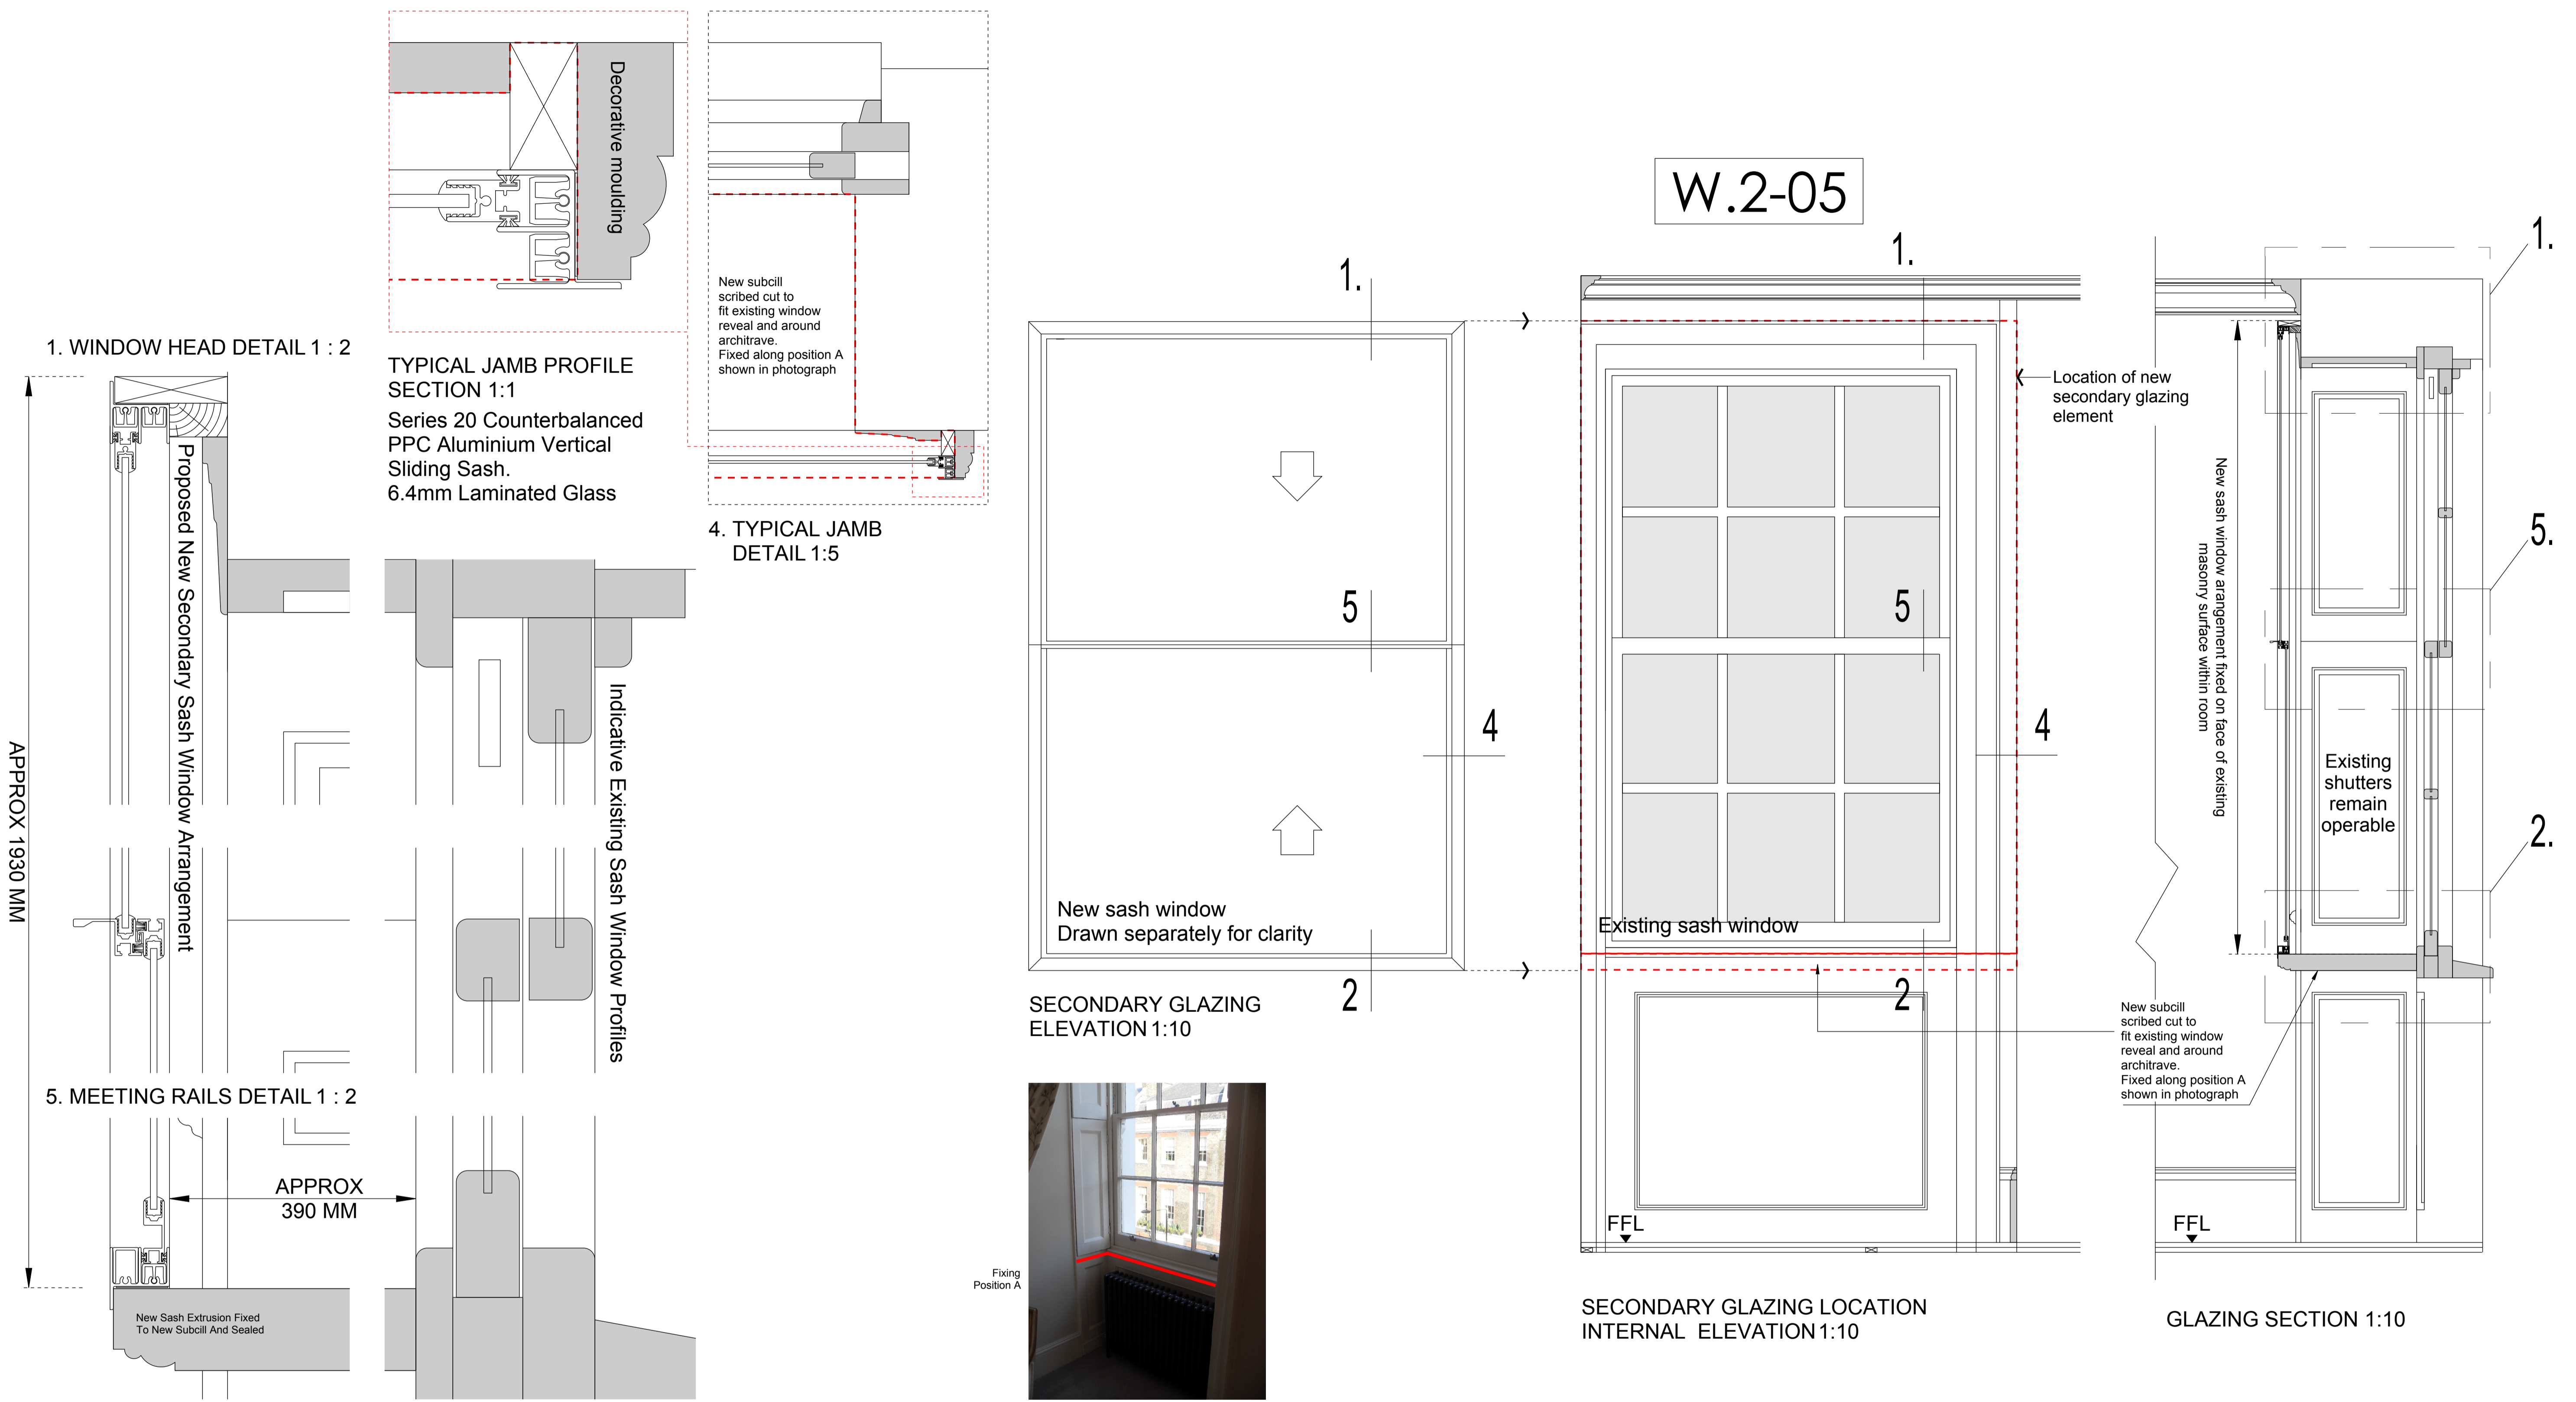 1. WINDOW HEAD DETAIL 1 : 2
APPROX 1930 MM
Proposed New Secondary Sash Window Arrangement
Indicative Existing Sash Window Profiles
5. MEETING RAILS DETAIL 1 : 2
APPROX
390 MM
New Sash Extrusion Fixed
To New Subcill And Sealed
Decorative moulding
TYPICAL JAMB PROFILE
SECTION 1:1
Series 20 Counterbalanced
PPC Aluminium Vertical
Sliding Sash.
6.4mm Laminated Glass
New subcill
scribed cut to
fit existing window
reveal and around
architrave.
Fixed along position A
shown in photograph
4. TYPICAL JAMB
DETAIL 1:5
1.
5
4
New sash window
Drawn separately for clarity
2
SECONDARY GLAZING
ELEVATION 1:10
Fixing
Position A
W.2-05
1.
Location of new
secondary glazing
element
5
4
Existing sash window
2
FFL
SECONDARY GLAZING LOCATION
INTERNAL ELEVATION 1:10
New subcill
scribed cut to
fit existing window
reveal and around
architrave.
Fixed along position A
shown in photograph
1.
New sash window arangement fixed on face of existing
masonry surface within room
5.
Existing
shutters
remain
operable
2.
FFL
GLAZING SECTION 1:10